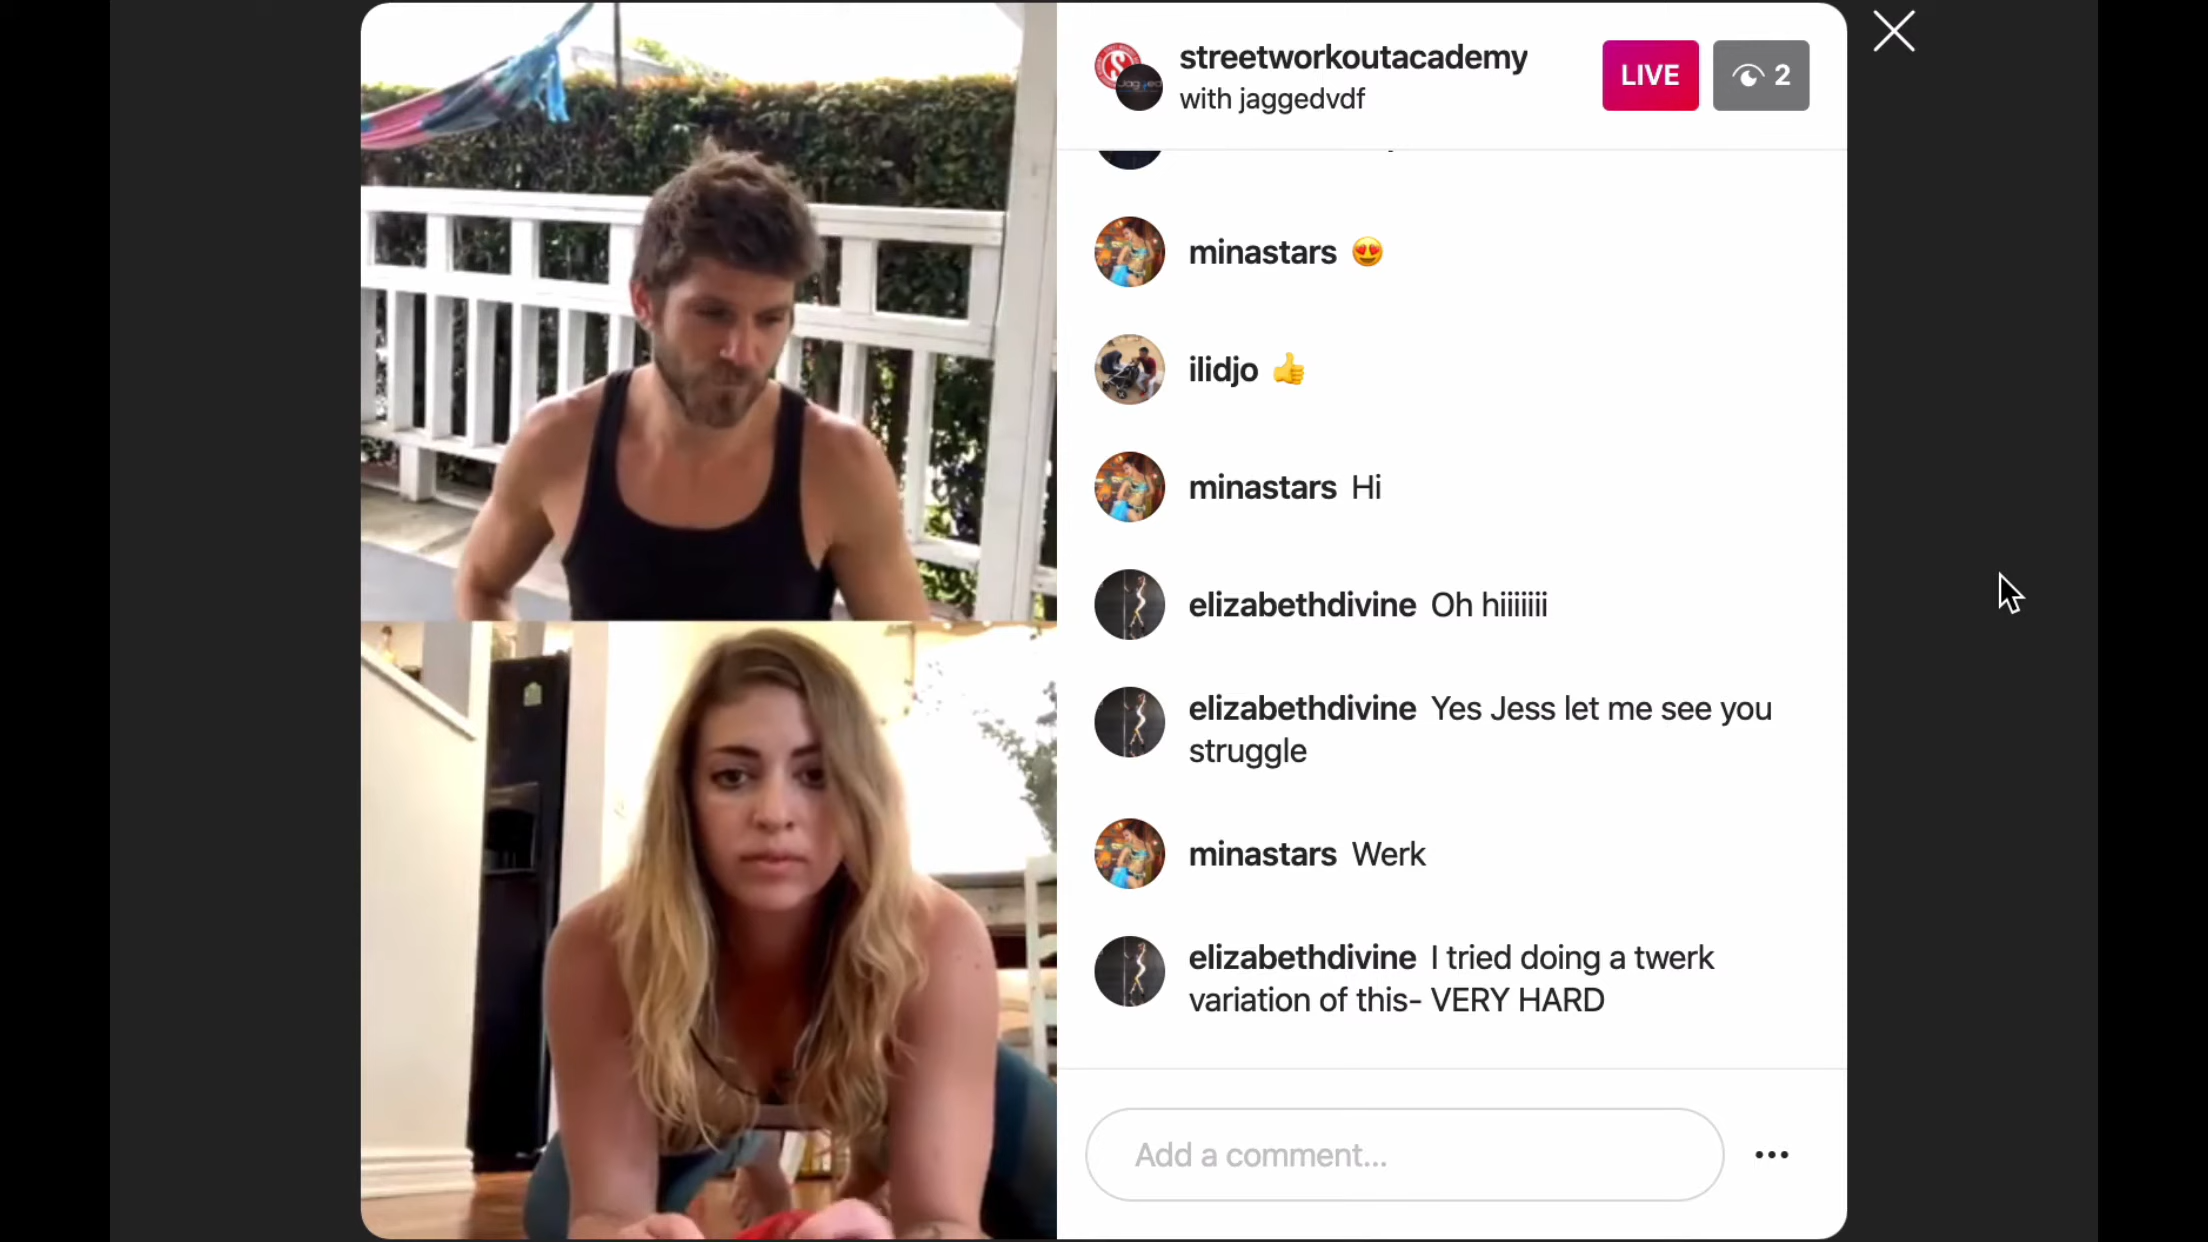 streetworkoutacademy
with jaggedvdf
LIVE
2
minastars 😍
ilidjo 👍
minastars Hi
elizabethdivine Oh hiiiiiii
elizabethdivine Yes Jess let me see you
struggle
minastars Werk
elizabethdivine I tried doing a twerk
variation of this- VERY HARD
Add a comment...